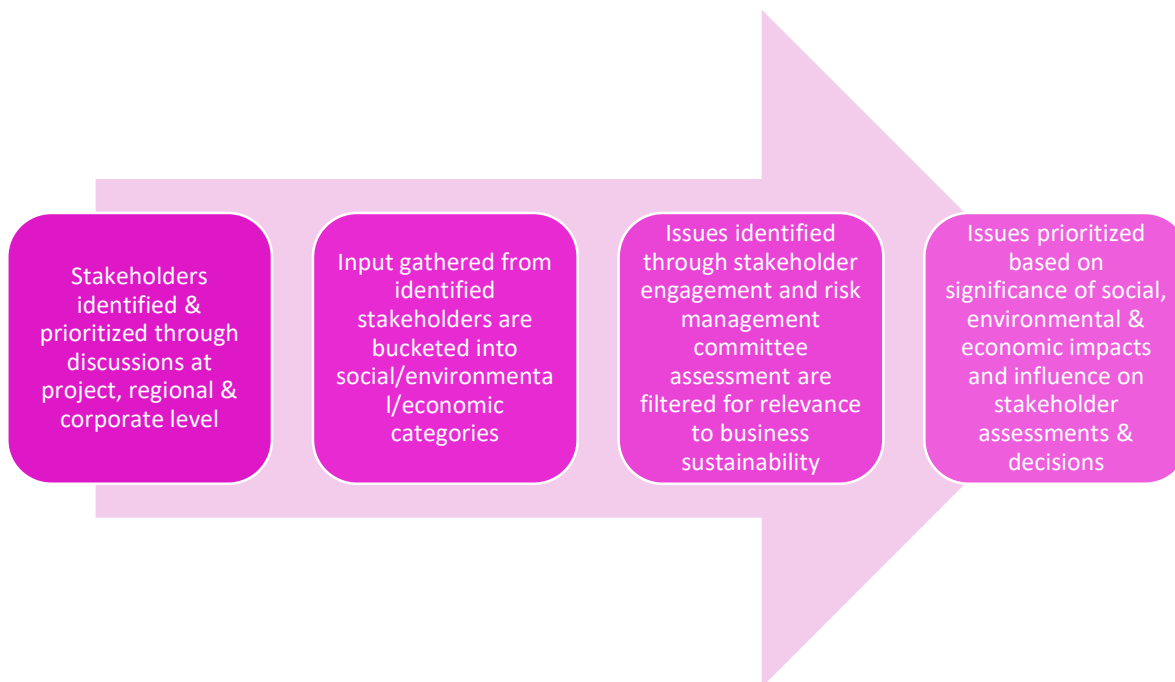 Stakeholders
identified &
prioritized through
discussions at
project, regional &
corporate level
Input gathered from
identified
stakeholders are
bucketed into
social/environmenta
l/economic
categories
Issues identified
through stakeholder
engagement and risk
management
committee
assessment are
filtered for relevance
to business
sustainability
Issues prioritized
based on
significance of social,
environmental &
economic impacts
and influence on
stakeholder
assessments &
decisions